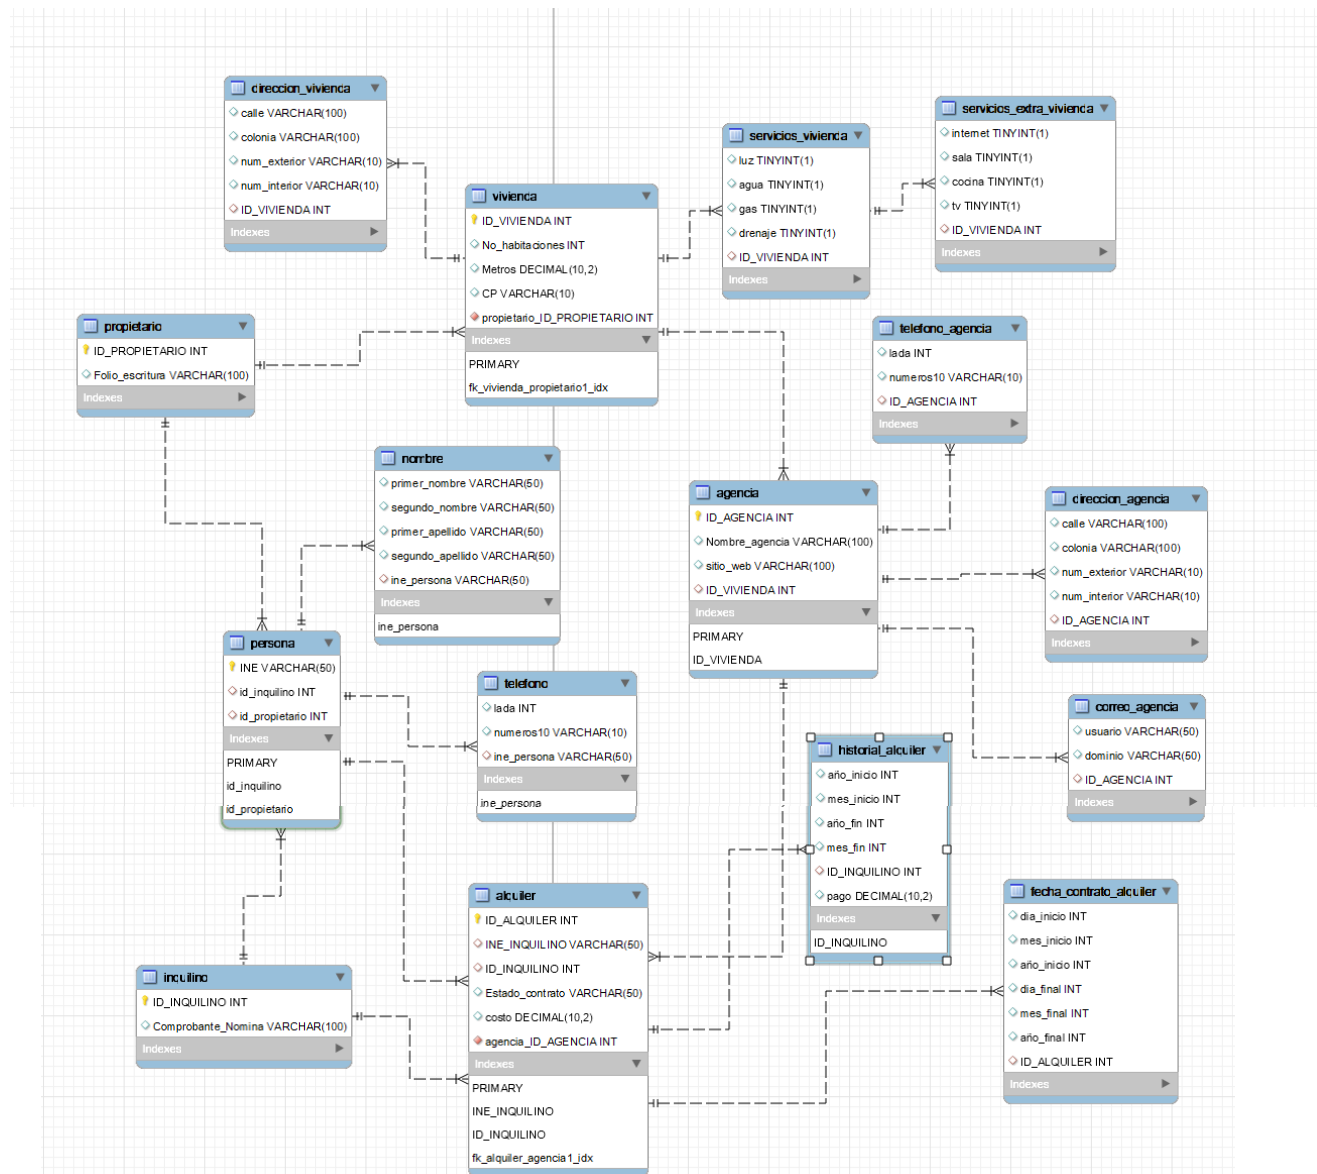 direccion_vivienda
calle VARCHAR(100)
colonia VARCHAR(100)
num_exterior VARCHAR(10)
num_interior VARCHAR(10)
ID_VIVIENDA INT
Indexes
vivienda
ID_VIVIENDA INT
No_habitaciones INT
Metros DECIMAL(10,2)
CP VARCHAR(10)
propietario_ID_PROPIETARIO INT
Indexes
PRIMARY
fk_vivienda_propietario1_idx
servicios_vivienda
luz TINYINT(1)
agua TINYINT(1)
gas TINYINT(1)
drenaje TINYINT(1)
ID_VIVIENDA INT
Indexes
servicios_extra_vivienda
internet TINYINT(1)
sala TINYINT(1)
cocina TINYINT(1)
tv TINYINT(1)
ID_VIVIENDA INT
Indexes
propietario
ID_PROPIETARIO INT
Folio_escritura VARCHAR(100)
Indexes
telefono_agencia
lada INT
numeros10 VARCHAR(10)
ID_AGENCIA INT
Indexes
nombre
primer_nombre VARCHAR(50)
segundo_nombre VARCHAR(50)
primer_apellido VARCHAR(50)
segundo_apellido VARCHAR(50)
ine_persona VARCHAR(50)
Indexes
ine_persona
agencia
ID_AGENCIA INT
Nombre_agencia VARCHAR(100)
sitio_web VARCHAR(100)
ID_VIVIENDA INT
Indexes
PRIMARY
ID_VIVIENDA
direccion_agencia
calle VARCHAR(100)
colonia VARCHAR(100)
num_exterior VARCHAR(10)
num_interior VARCHAR(10)
ID_AGENCIA INT
Indexes
persona
INE VARCHAR(50)
id_inquilino INT
id_propietario INT
Indexes
PRIMARY
id_inquilino
id_propietario
telefono
lada INT
numeros10 VARCHAR(10)
ine_persona VARCHAR(50)
Indexes
ine_persona
correo_agencia
usuario VARCHAR(50)
dominio VARCHAR(50)
ID_AGENCIA INT
Indexes
historial_alquiler
año_inicio INT
mes_inicio INT
año_fin INT
mes_fin INT
ID_INQUILINO INT
pago DECIMAL(10,2)
Indexes
ID_INQUILINO
alquiler
ID_ALQUILER INT
INE_INQUILINO VARCHAR(50)
ID_INQUILINO INT
Estado_contrato VARCHAR(50)
costo DECIMAL(10,2)
agencia_ID_AGENCIA INT
Indexes
PRIMARY
INE_INQUILINO
ID_INQUILINO
fk_alquiler_agencia1_idx
fecha_contrato_alquiler
dia_inicio INT
mes_inicio INT
año_inicio INT
dia_final INT
mes_final INT
año_final INT
ID_ALQUILER INT
Indexes
inquilino
ID_INQUILINO INT
Comprobante_Nomina VARCHAR(100)
Indexes